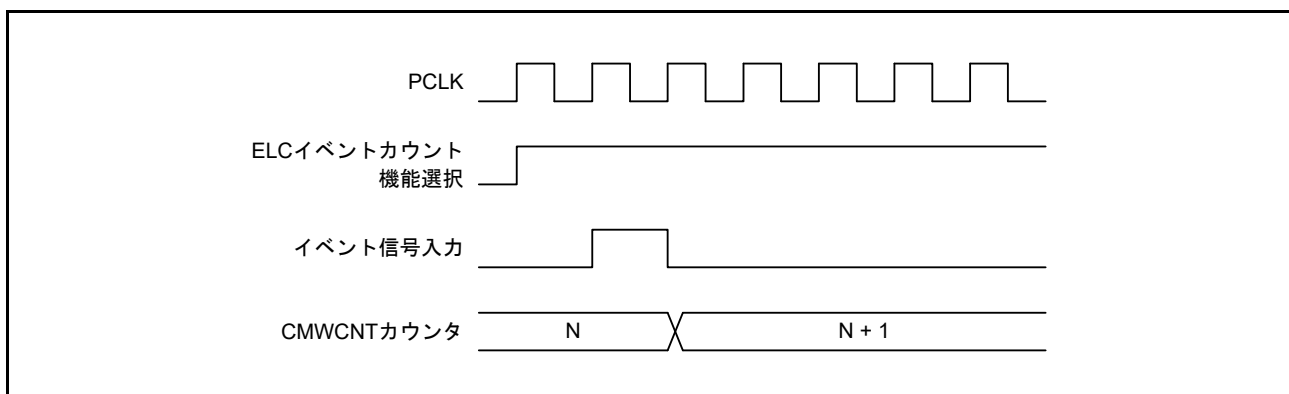 PCLK
ELCイベントカウント
機能選択
イベント信号入力
CMWCNTカウンタ
N
N + 1